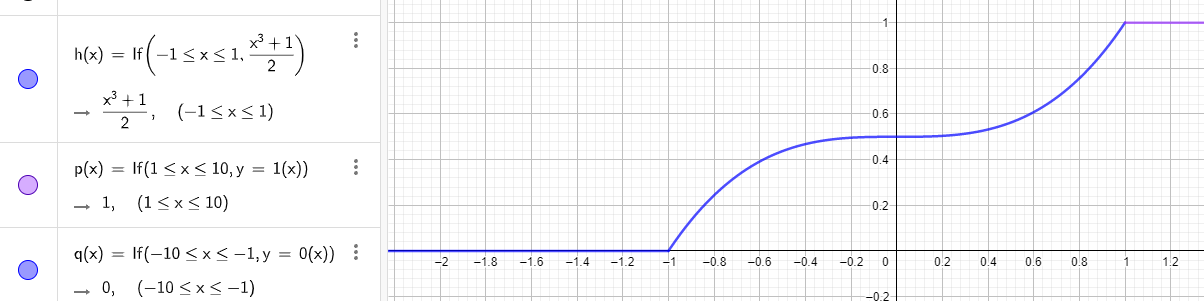 h(x) = If(−1 ≤ x ≤ 1, (x³ + 1)/2)
→ (x³ + 1)/2, (−1 ≤ x ≤ 1)
p(x) = If(1 ≤ x ≤ 10, y = 1(x))
→ 1, (1 ≤ x ≤ 10)
q(x) = If(−10 ≤ x ≤ −1, y = 0(x))
→ 0, (−10 ≤ x ≤ −1)
1
0.8
0.6
0.4
0.2
−2 −1.8 −1.6 −1.4 −1.2 −1 −0.8 −0.6 −0.4 −0.2 0 0.2 0.4 0.6 0.8 1 1.2
−0.2